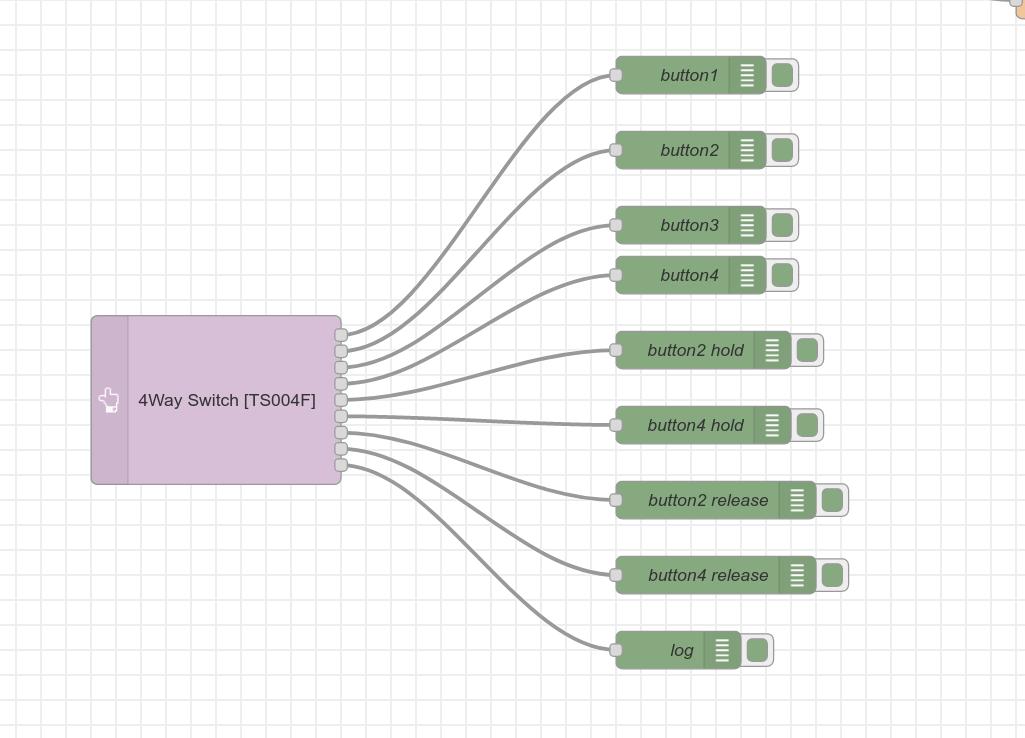 button1
button2
button3
button4
4Way Switch [TS004F]
button2 hold
button4 hold
button2 release
button4 release
log